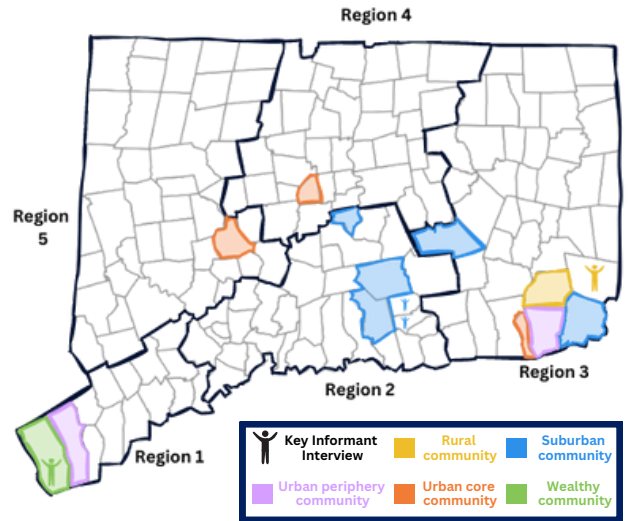 Region 4
Region
5
Region 3
Region 2
Region 1
Key Informant
Interview
Rural
community
Suburban
community
Urban periphery
community
Urban core
community
Wealthy
community